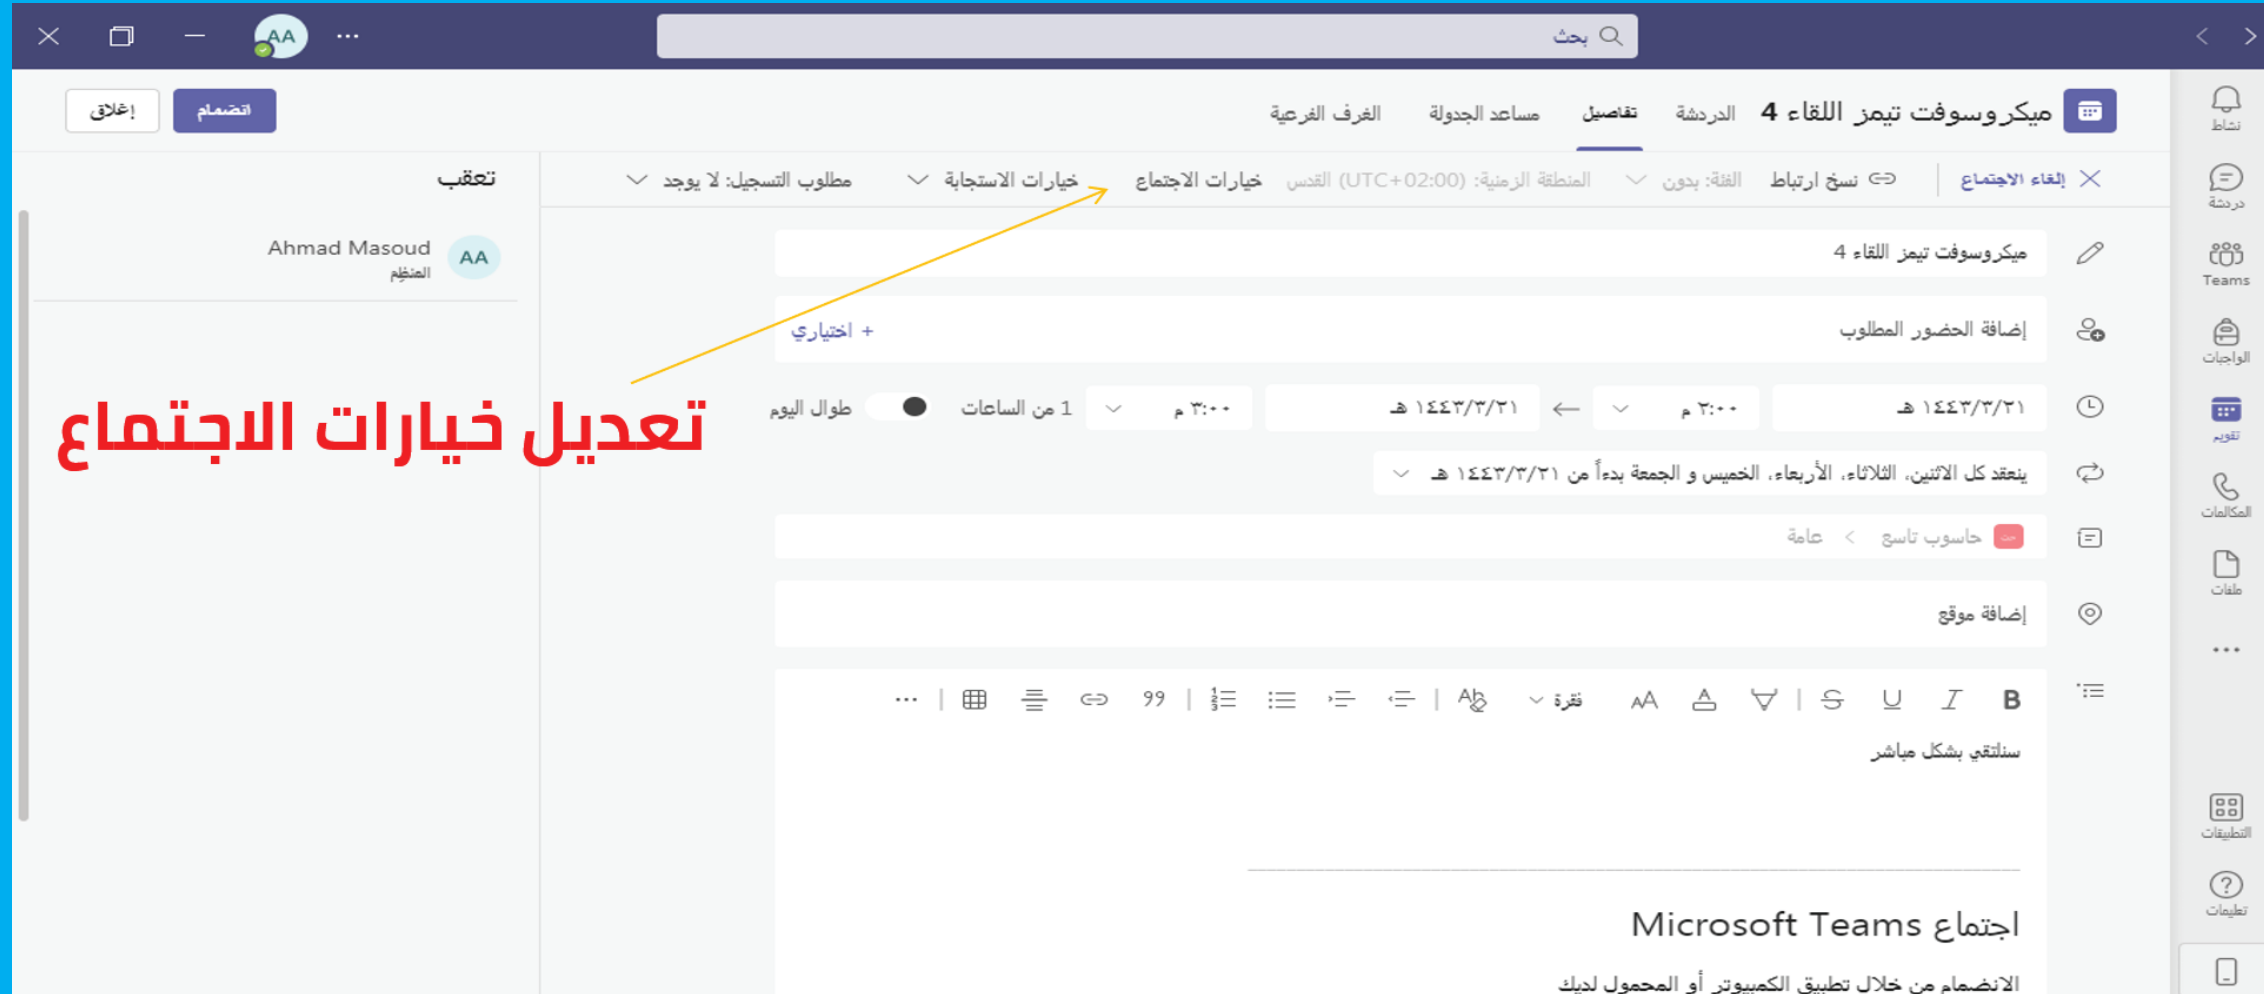 بحث
AA
ميكروسوفت تيمز اللقاء 4 الدردشة تفاصيل مساعد الجدولة الغرف الفرعية
انضمام إغلاق
إلغاء الاجتماع نسخ ارتباط الفئة: بدون المنطقة الزمنية: (UTC+02:00) القدس خيارات الاجتماع خيارات الاستجابة مطلوب التسجيل: لا يوجد
تعقب
ميكروسوفت تيمز اللقاء 4
AA Ahmad Masoud
المنظِم
إضافة الحضور المطلوب + اختياري
١٤٤٣/٣/٢١ هـ ٢:٠٠ م ١٤٤٣/٣/٢١ هـ ٣:٠٠ م 1 من الساعات طوال اليوم
تعديل خيارات الاجتماع
ينعقد كل الاثنين، الثلاثاء، الأربعاء، الخميس و الجمعة بدءاً من ١٤٤٣/٣/٢١ هـ
حت حاسوب تاسع > عامة
إضافة موقع
B I U S فقرة
سنلتقي بشكل مباشر
اجتماع Microsoft Teams
الانضمام من خلال تطبيق الكمبيوتر أو المحمول لديك
نشاط
دردشة
Teams
الواجبات
تقويم
المكالمات
ملفات
التطبيقات
تعليمات